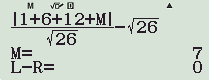 M √▱ D ▲
|1+6+12+M|
√26
-√26
M= 7
L-R= 0